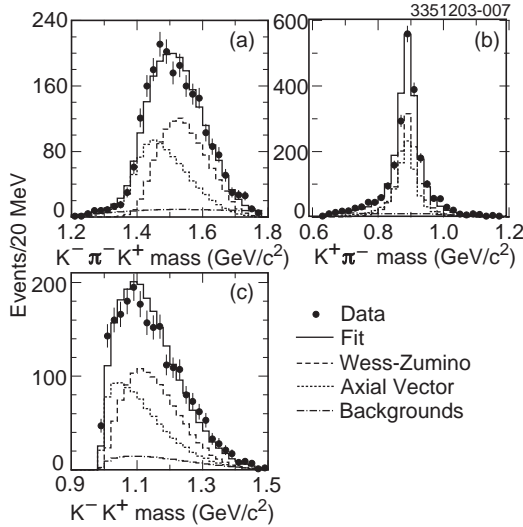 3351203-007
Events/20 MeV
240
160
80
0
(a)
1.2 1.4 1.6 1.8
K⁻ π⁻ K⁺ mass (GeV/c²)
600
400
200
0
(b)
0.6 0.8 1.0 1.2
K⁺π⁻ mass (GeV/c²)
200
100
0
(c)
0.9 1.1 1.3 1.5
K⁻ K⁺ mass (GeV/c²)
Data
Fit
Wess-Zumino
Axial Vector
Backgrounds